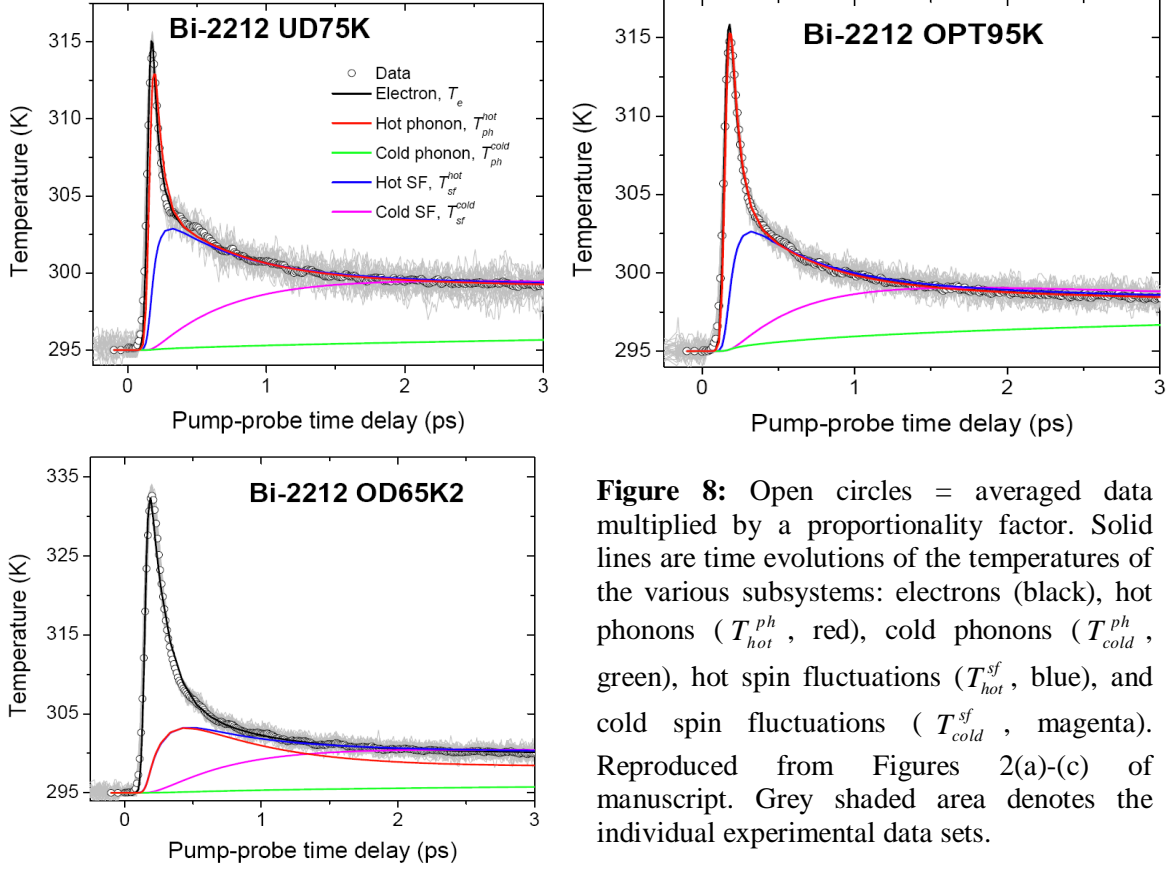 Bi-2212 UD75K
Data
Electron, T_e
Hot phonon, T_ph^hot
Cold phonon, T_ph^cold
Hot SF, T_sf^hot
Cold SF, T_sf^cold
Temperature (K)
315
310
305
300
295
0 1 2 3
Pump-probe time delay (ps)
Bi-2212 OPT95K
Temperature (K)
315
310
305
300
295
0 1 2 3
Pump-probe time delay (ps)
Bi-2212 OD65K2
Temperature (K)
335
325
315
305
295
0 1 2 3
Pump-probe time delay (ps)
Figure 8: Open circles = averaged data
multiplied by a proportionality factor. Solid
lines are time evolutions of the temperatures of
the various subsystems: electrons (black), hot
phonons ( T_hot^ph , red), cold phonons ( T_cold^ph ,
green), hot spin fluctuations ( T_hot^sf , blue), and
cold spin fluctuations ( T_cold^sf , magenta).
Reproduced from Figures 2(a)-(c) of
manuscript. Grey shaded area denotes the
individual experimental data sets.